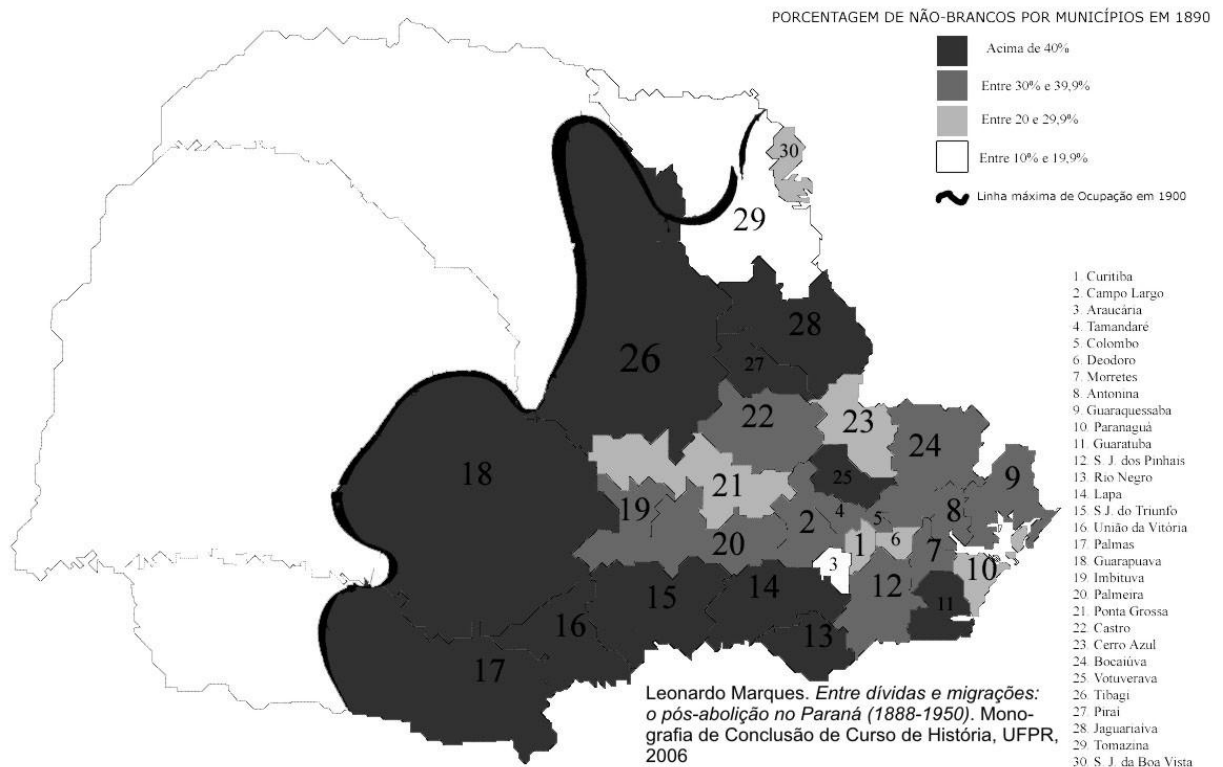 PORCENTAGEM DE NÃO-BRANCOS POR MUNICÍPIOS EM 1890
Acima de 40%
Entre 30% e 39,9%
Entre 20 e 29,9%
Entre 10% e 19,9%
Linha máxima de Ocupação em 1900
30
29
28
27
26
22
23
24
25
18
21
19
9
8
2
4
5
20
1
6
7
3
10
12
14
15
11
16
13
17
1. Curitiba
2. Campo Largo
3. Araucária
4. Tamandaré
5. Colombo
6. Deodoro
7. Morretes
8. Antonina
9. Guaraquessaba
10. Paranaguá
11. Guaratuba
12. S. J. dos Pinhais
13. Rio Negro
14. Lapa
15. S.J. do Triunfo
16. União da Vitória
17. Palmas
18. Guarapuava
19. Imbituva
20. Palmeira
21. Ponta Grossa
22. Castro
23. Cerro Azul
24. Bocaiúva
25. Votuverava
26. Tibagi
27. Piraí
28. Jaguariaíva
29. Tomazina
30. S. J. da Boa Vista
Leonardo Marques. Entre dívidas e migrações:
o pós-abolição no Paraná (1888-1950). Mono-
grafia de Conclusão de Curso de História, UFPR,
2006